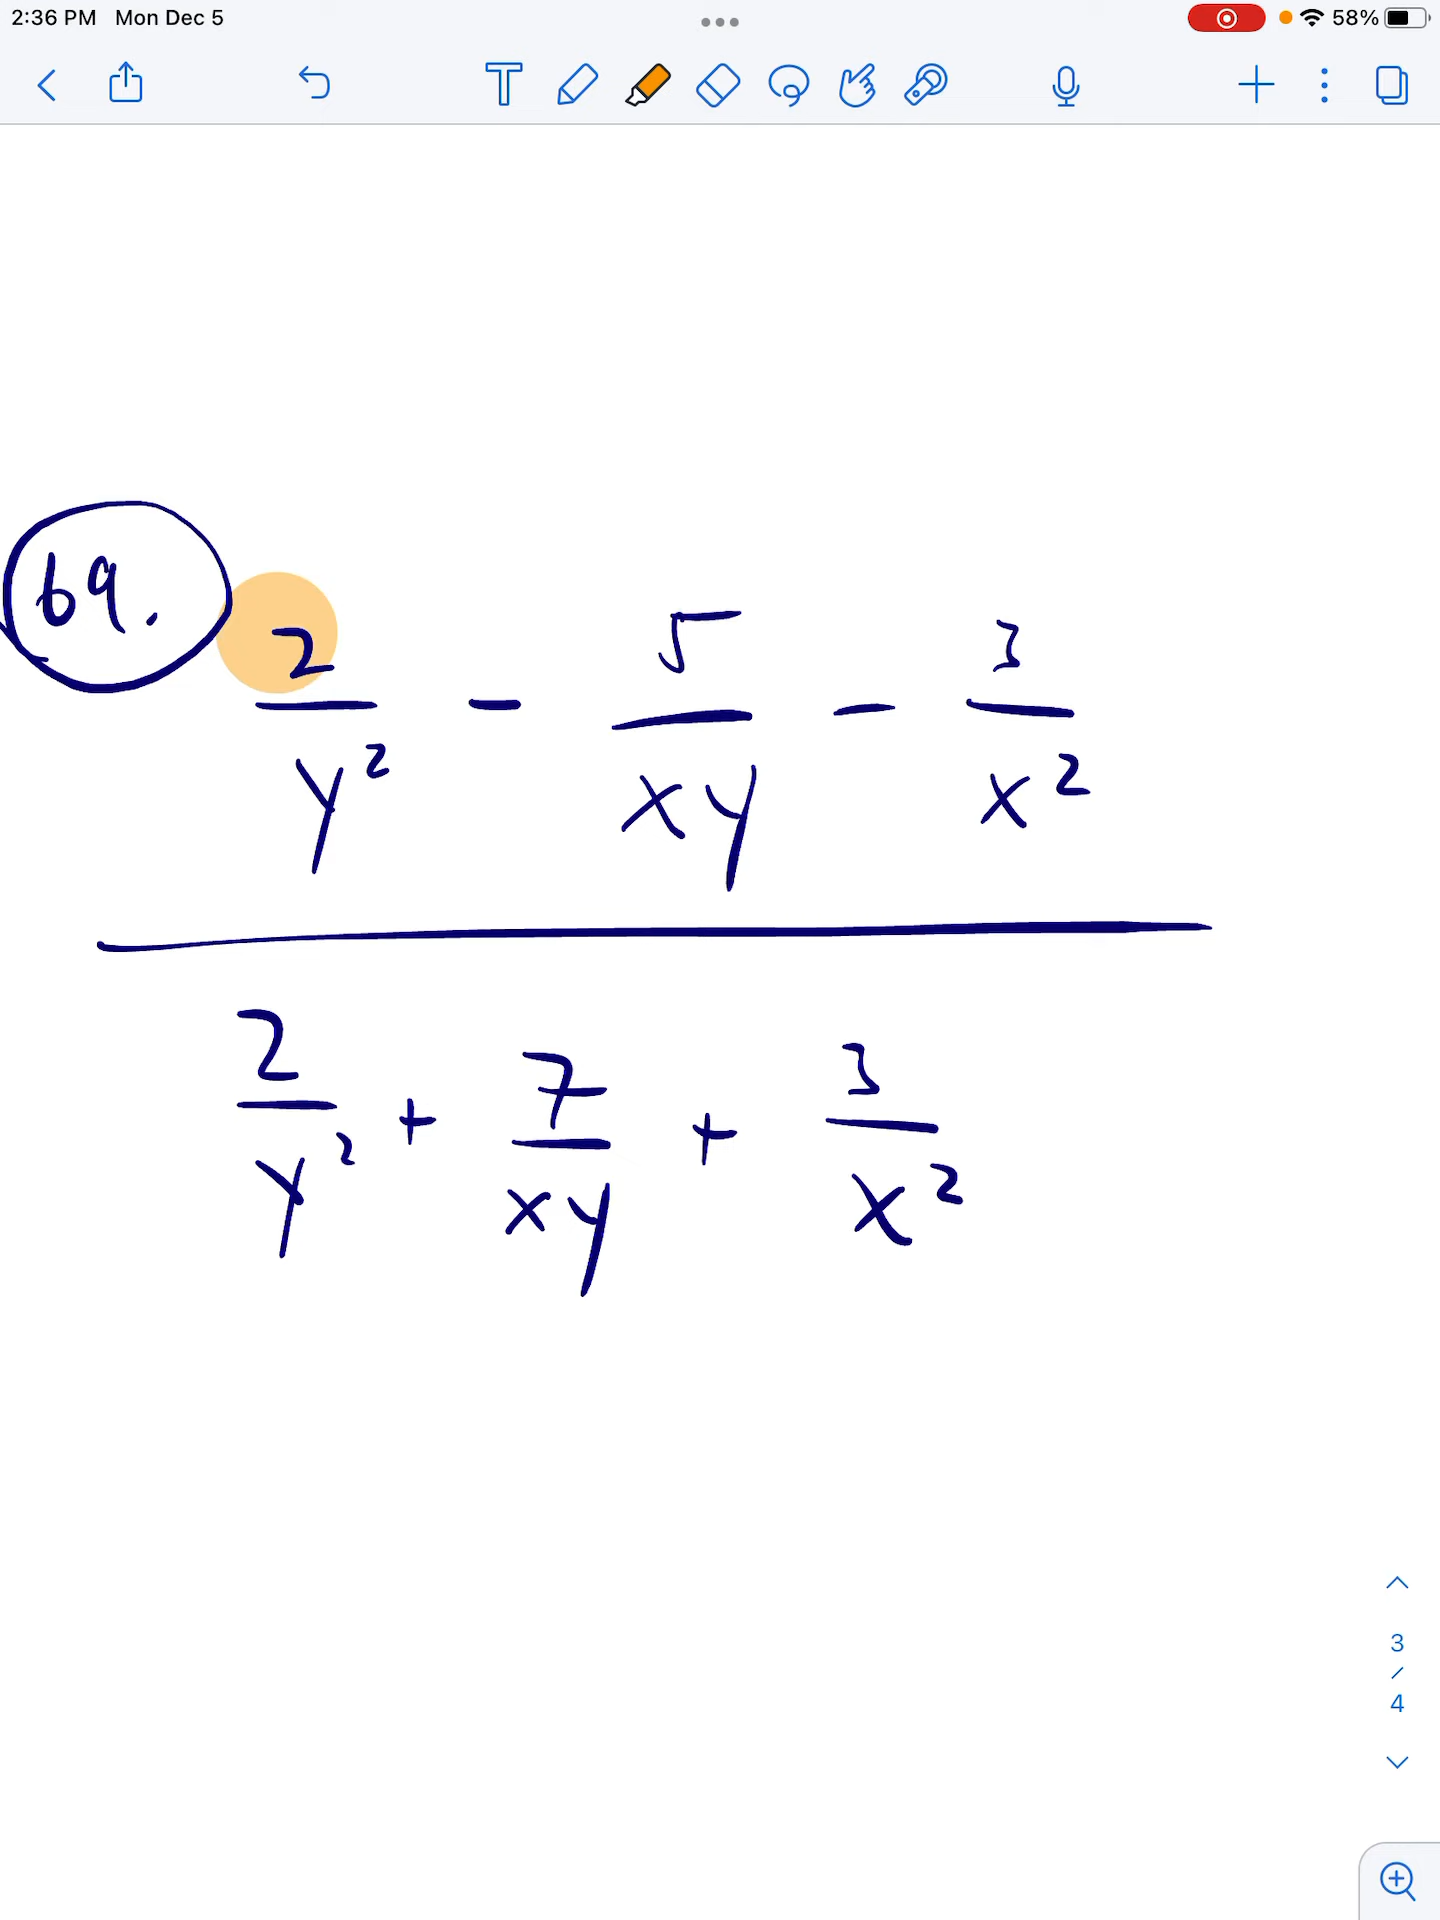 2:36 PM Mon Dec 5 58%
T
69.
2/y² - 5/xy - 3/x²
2/y² + 7/xy + 3/x²
3
/
4